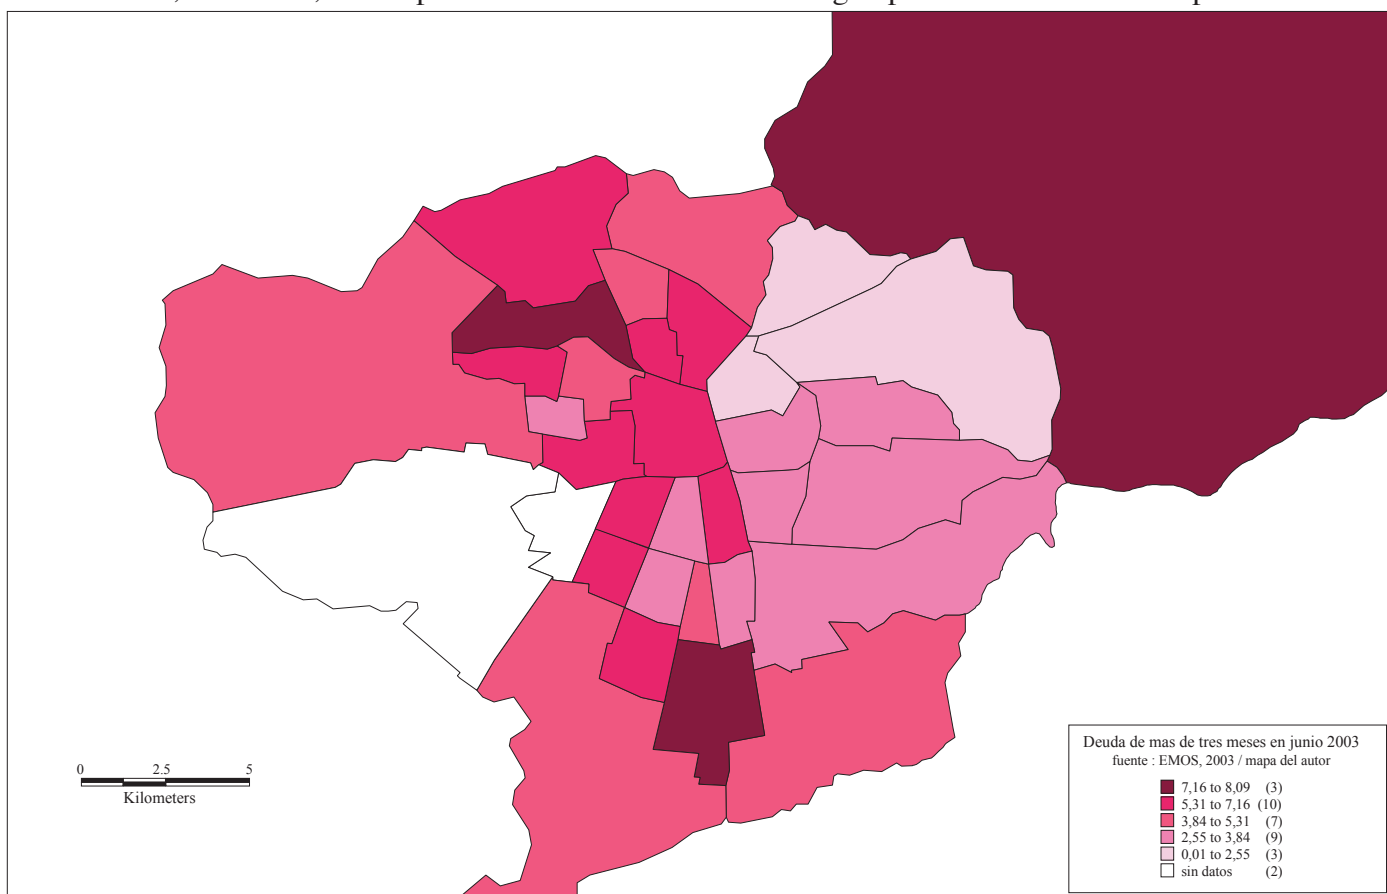 0 2.5 5
Kilometers
Deuda de mas de tres meses en junio 2003
fuente : EMOS, 2003 / mapa del autor
7,16 to 8,09 (3)
5,31 to 7,16 (10)
3,84 to 5,31 (7)
2,55 to 3,84 (9)
0,01 to 2,55 (3)
sin datos (2)